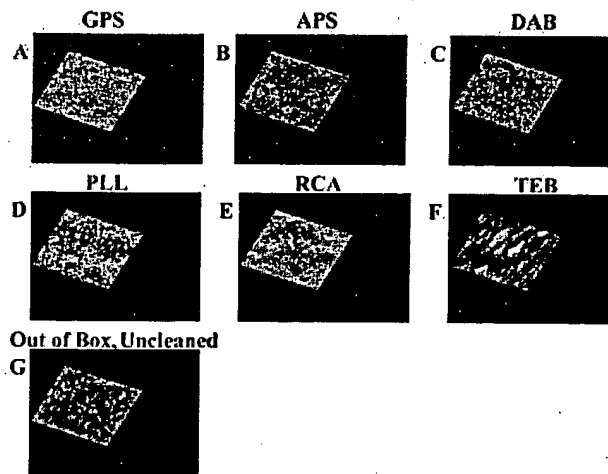 GPS APS DAB
A B C
PLL RCA TEB
D E F
Out of Box, Uncleaned
G